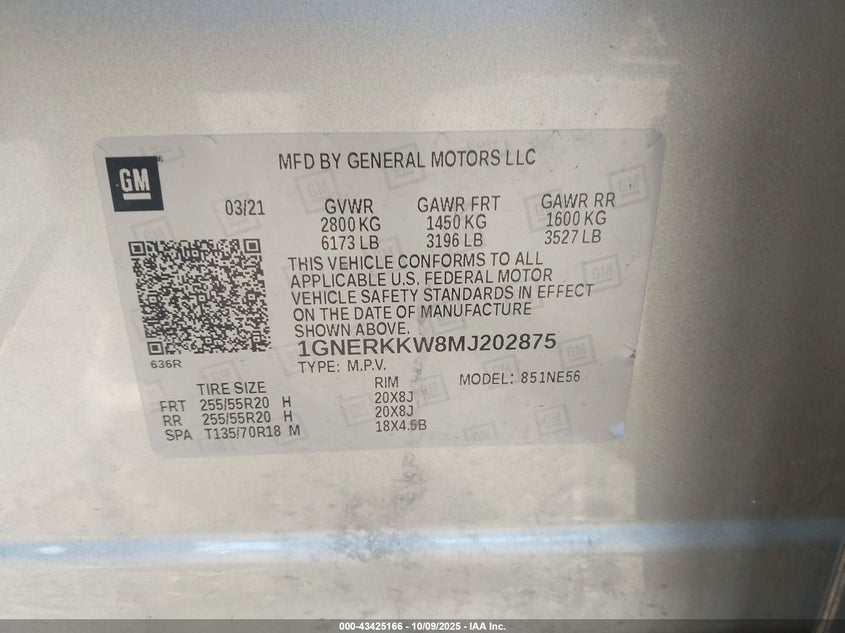 MFD BY GENERAL MOTORS LLC
GM
03/21
GVWR GAWR FRT GAWR RR
2800 KG 1450 KG 1600 KG
6173 LB 3196 LB 3527 LB
THIS VEHICLE CONFORMS TO ALL
APPLICABLE U.S. FEDERAL MOTOR
VEHICLE SAFETY STANDARDS IN EFFECT
ON THE DATE OF MANUFACTURE
SHOWN ABOVE.
1GNERKKW8MJ202875
636R
TYPE: M.P.V. MODEL: 851NE56
TIRE SIZE RIM
FRT 255/55R20 H 20X8J
RR 255/55R20 H 20X8J
SPA T135/70R18 M 18X4.5B
000-43425166 - 10/09/2025 - IAA Inc.